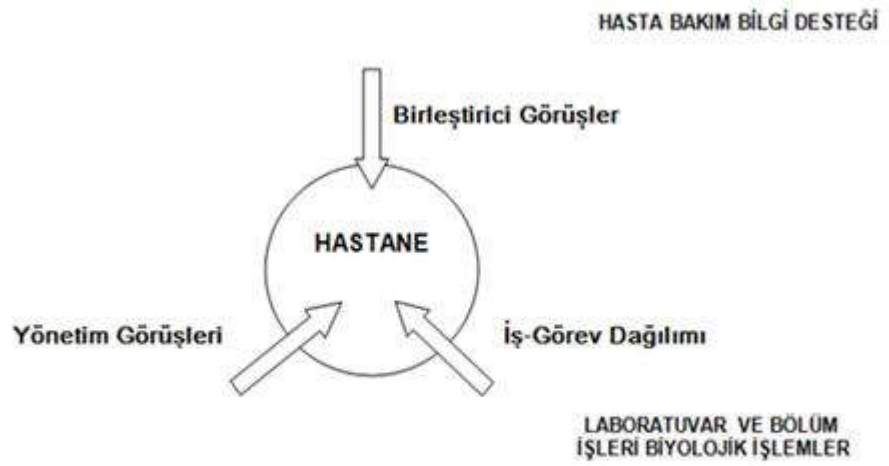 HASTA BAKIM BİLGİ DESTEĞİ
Birleştirici Görüşler
HASTANE
Yönetim Görüşleri
İş-Görev Dağılımı
LABORATUVAR VE BÖLÜM
İŞLERİ BİYOLOJİK İŞLEMLER